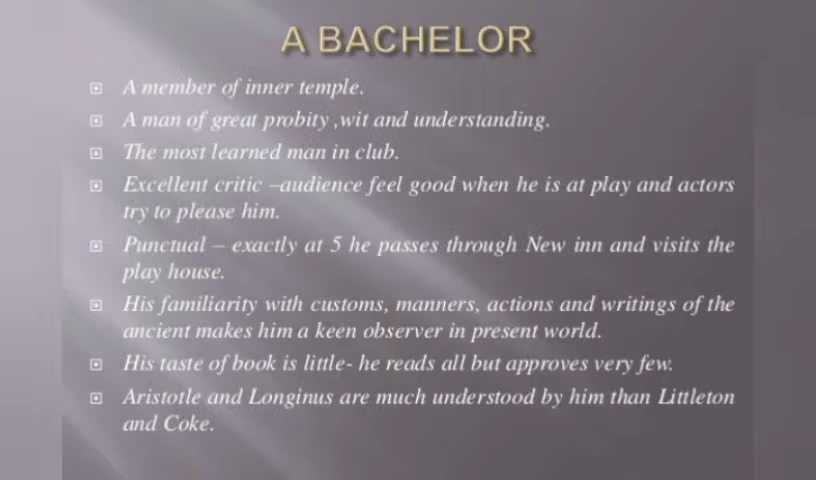 A BACHELOR
A member of inner temple.
A man of great probity ,wit and understanding.
The most learned man in club.
Excellent critic –audience feel good when he is at play and actors
try to please him.
Punctual – exactly at 5 he passes through New inn and visits the
play house.
His familiarity with customs, manners, actions and writings of the
ancient makes him a keen observer in present world.
His taste of book is little- he reads all but approves very few.
Aristotle and Longinus are much understood by him than Littleton
and Coke.